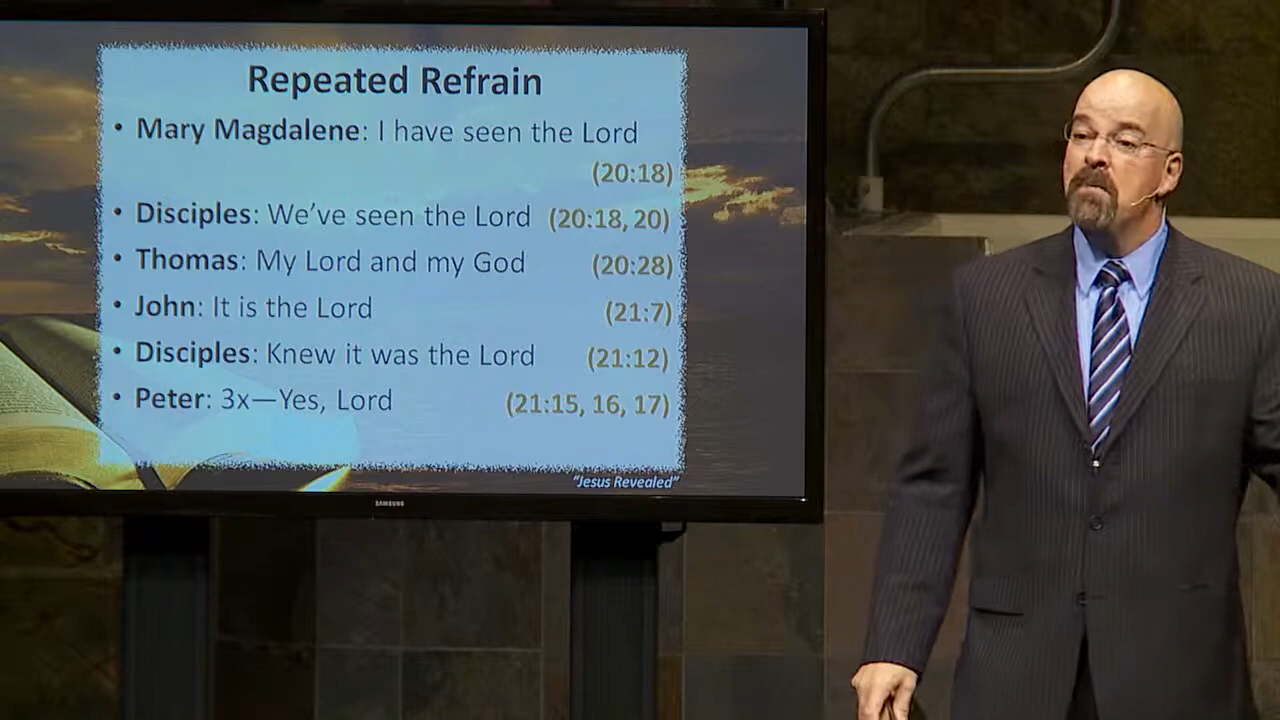 Repeated Refrain
• Mary Magdalene: I have seen the Lord
(20:18)
• Disciples: We’ve seen the Lord (20:18, 20)
• Thomas: My Lord and my God (20:28)
• John: It is the Lord (21:7)
• Disciples: Knew it was the Lord (21:12)
• Peter: 3x—Yes, Lord (21:15, 16, 17)
“Jesus Revealed”
SAMSUNG